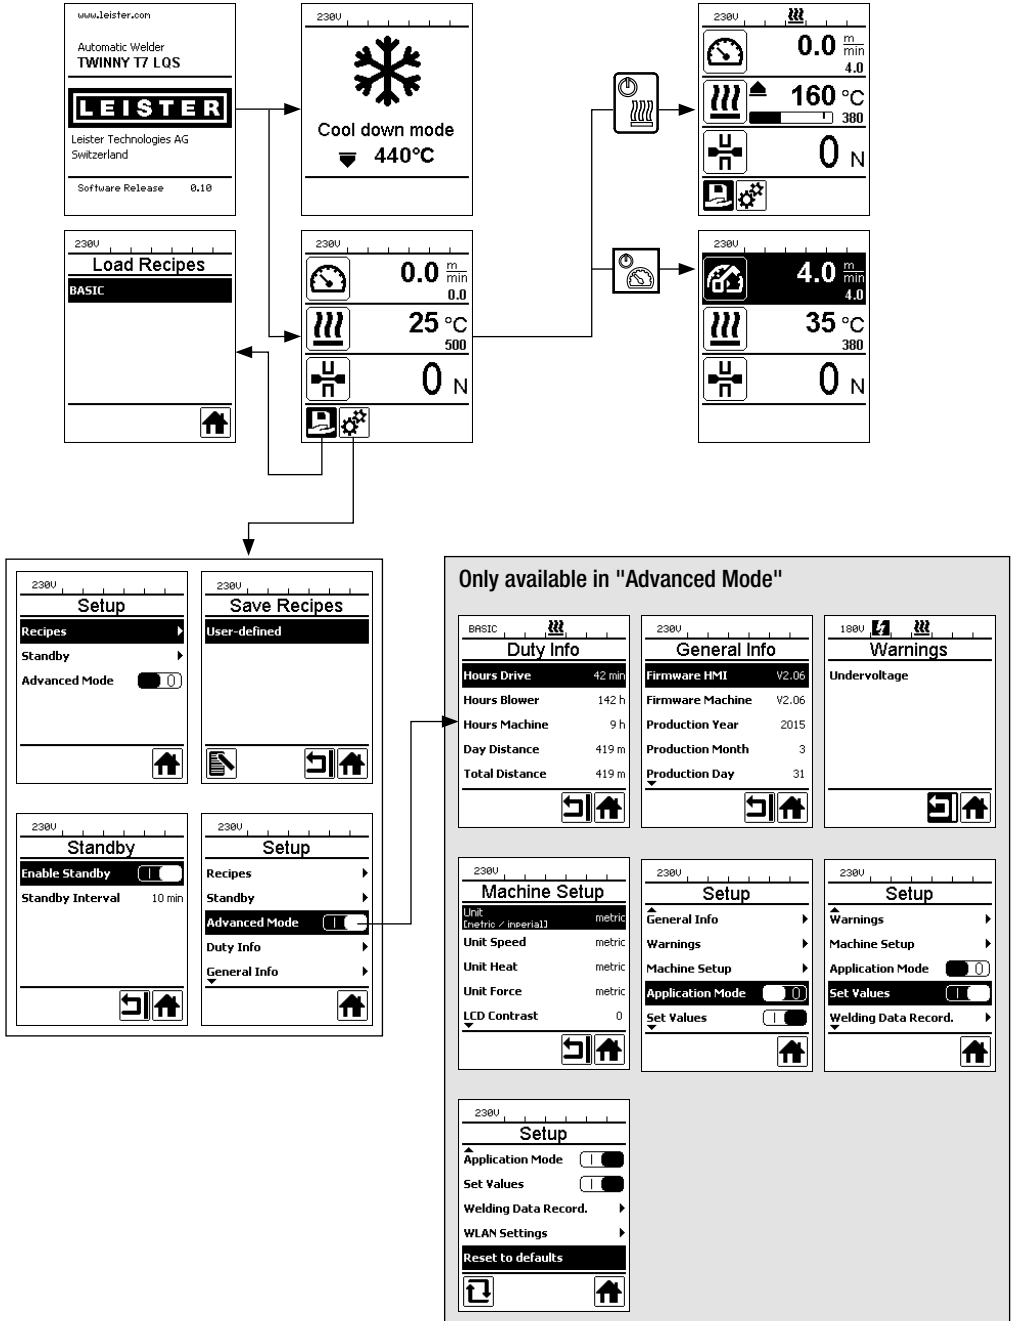 www.leister.com
Automatic Welder
TWINNY T7 LQS
LEISTER
Leister Technologies AG
Switzerland
Software Release 0.10
230V
Cool down mode
440°C
230V
0.0 m/min
4.0
160 °C
380
0 N
230V
Load Recipes
BASIC
230V
0.0 m/min
0.0
25 °C
500
0 N
230V
4.0 m/min
4.0
35 °C
380
0 N
230V
Setup
Recipes
Standby
Advanced Mode 0
230V
Save Recipes
User-defined
230V
Standby
Enable Standby I
Standby Interval 10 min
230V
Setup
Recipes
Standby
Advanced Mode I
Duty Info
General Info
Only available in "Advanced Mode"
BASIC
Duty Info
Hours Drive 42 min
Hours Blower 142 h
Hours Machine 9 h
Day Distance 419 m
Total Distance 419 m
230V
General Info
Firmware HMI V2.06
Firmware Machine V2.06
Production Year 2015
Production Month 3
Production Day 31
180V
Warnings
Undervoltage
230V
Machine Setup
Unit metric
[metric / inperial]
Unit Speed metric
Unit Heat metric
Unit Force metric
LCD Contrast 0
230V
Setup
General Info
Warnings
Machine Setup
Application Mode 0
Set Values I
230V
Setup
Warnings
Machine Setup
Application Mode 0
Set Values I
Welding Data Record.
230V
Setup
Application Mode I
Set Values I
Welding Data Record.
WLAN Settings
Reset to defaults